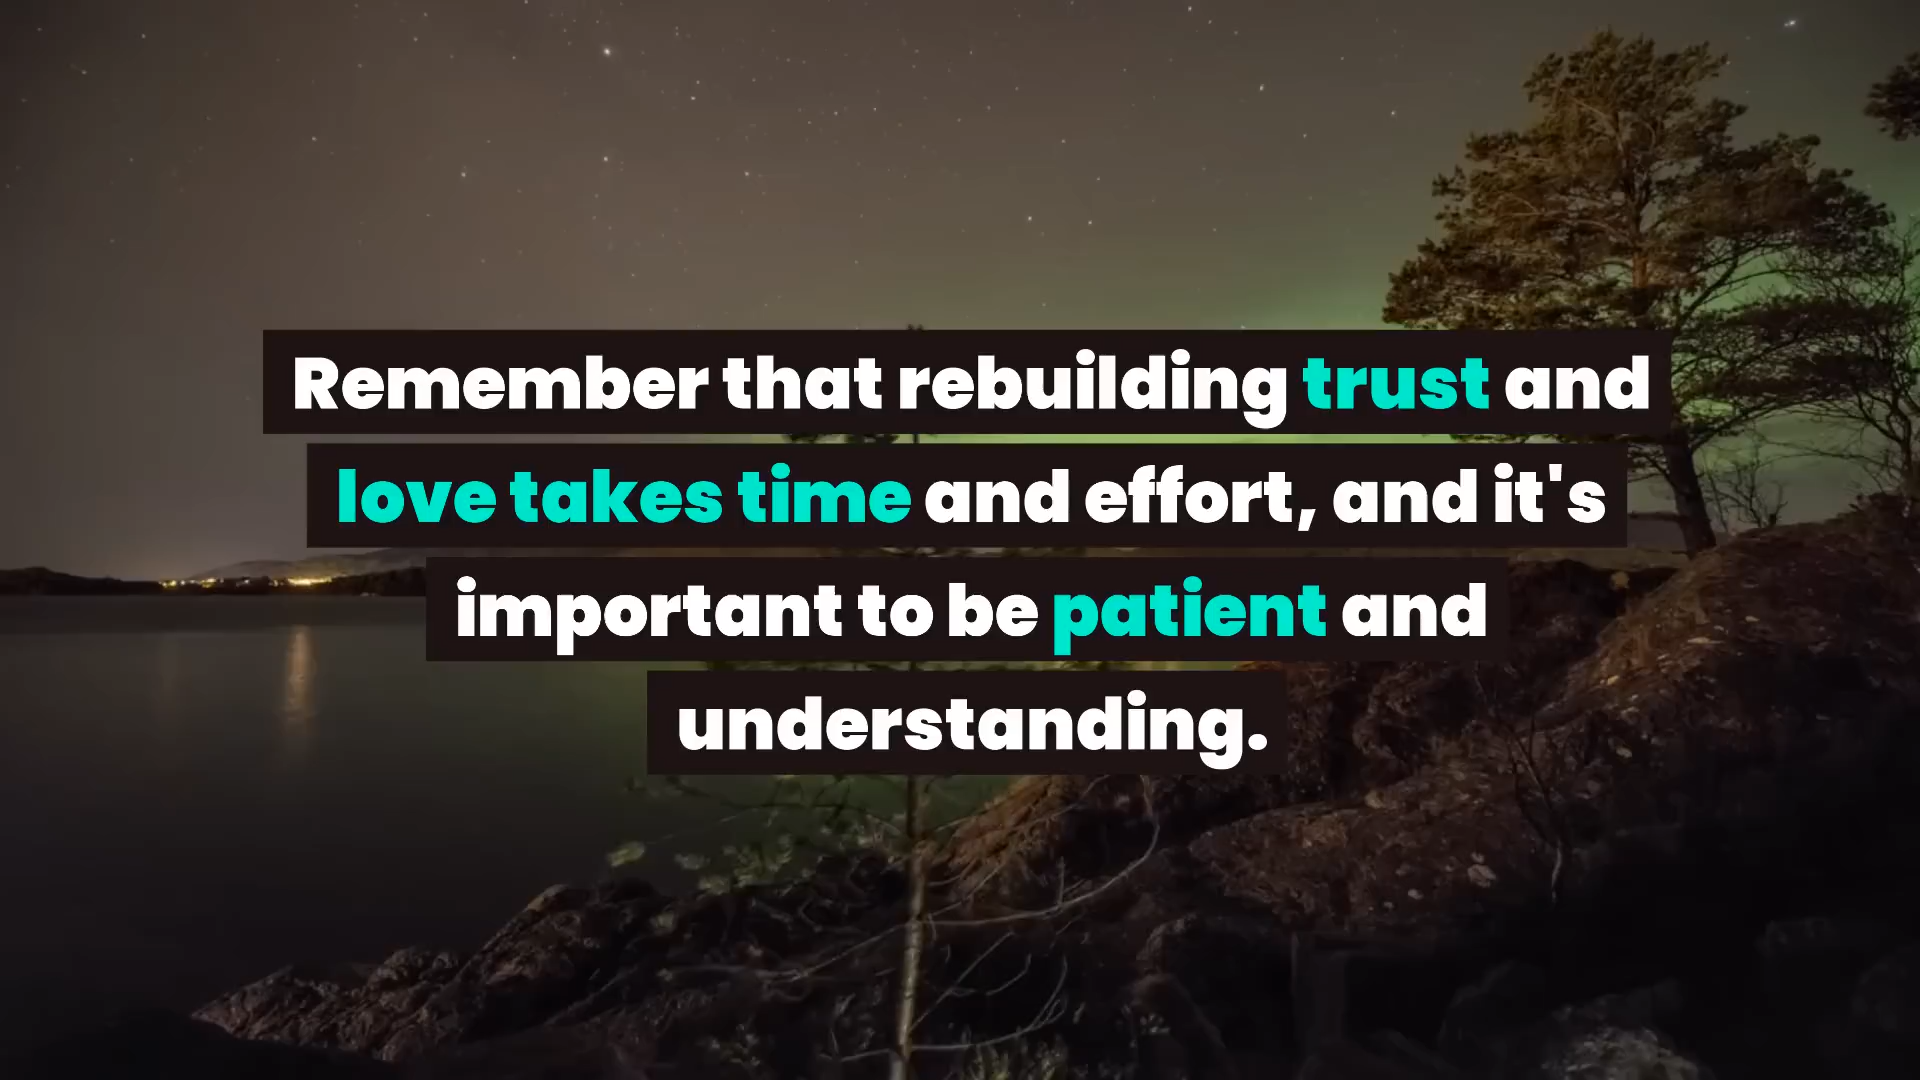 Remember that rebuilding trust and
love takes time and effort, and it's
important to be patient and
understanding.